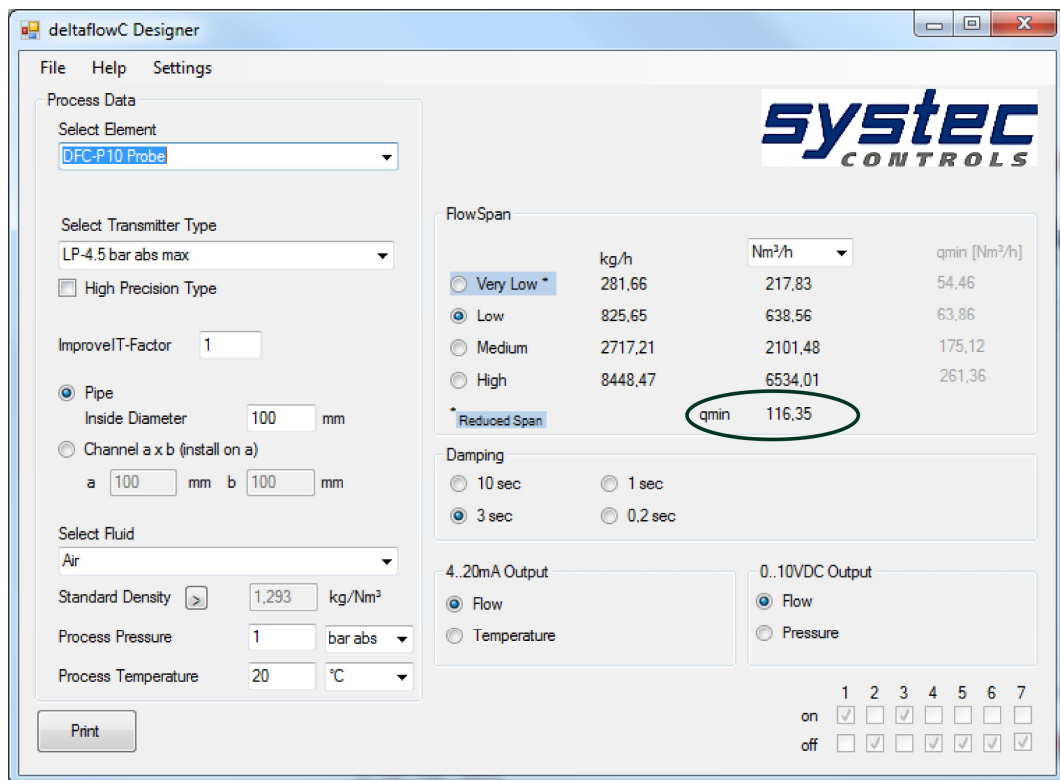 deltaflowC Designer
File Help Settings
Process Data
Select Element
DFC-P10 Probe
Select Transmitter Type
LP-4.5 bar abs max
High Precision Type
ImproveIT-Factor 1
Pipe
Inside Diameter 100 mm
Channel a x b (install on a)
a 100 mm b 100 mm
Select Fluid
Air
Standard Density > 1,293 kg/Nm³
Process Pressure 1 bar abs
Process Temperature 20 °C
Print
systec
CONTROLS
FlowSpan
kg/h Nm³/h qmin [Nm³/h]
Very Low * 281,66 217,83 54,46
Low 825,65 638,56 63,86
Medium 2717,21 2101,48 175,12
High 8448,47 6534,01 261,36
* Reduced Span qmin 116,35
Damping
10 sec 1 sec
3 sec 0,2 sec
4..20mA Output
Flow
Temperature
0..10VDC Output
Flow
Pressure
1 2 3 4 5 6 7
on
off